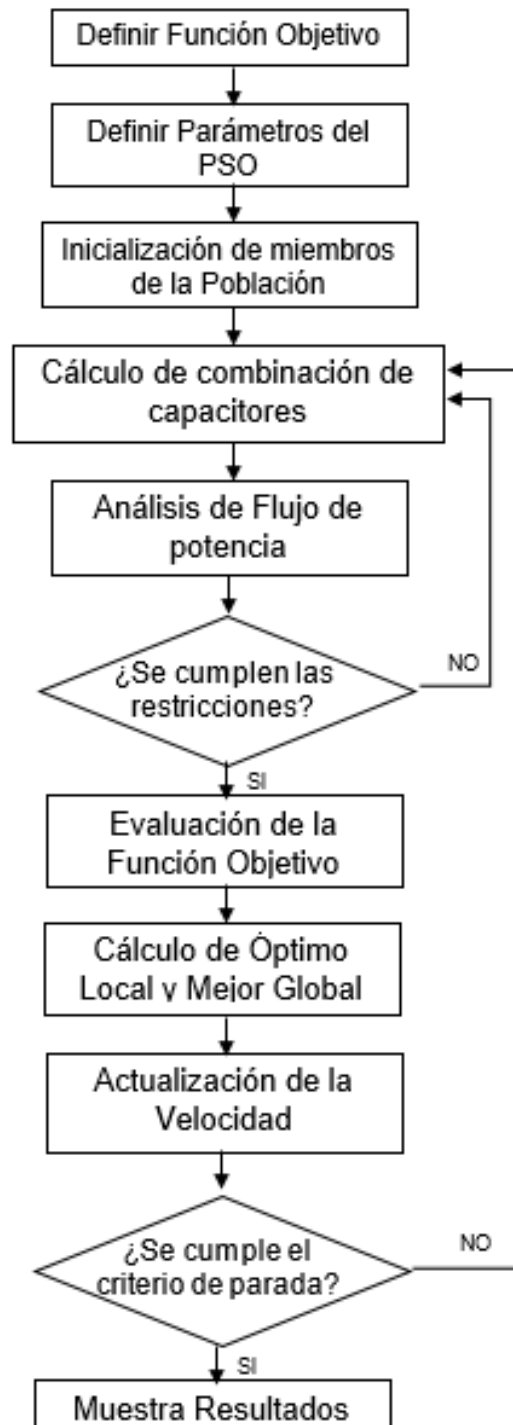 Definir Función Objetivo
Definir Parámetros del
PSO
Inicialización de miembros
de la Población
Cálculo de combinación de
capacitores
Análisis de Flujo de
potencia
¿Se cumplen las
restricciones?
NO
SI
Evaluación de la
Función Objetivo
Cálculo de Óptimo
Local y Mejor Global
Actualización de la
Velocidad
¿Se cumple el
criterio de parada?
NO
SI
Muestra Resultados